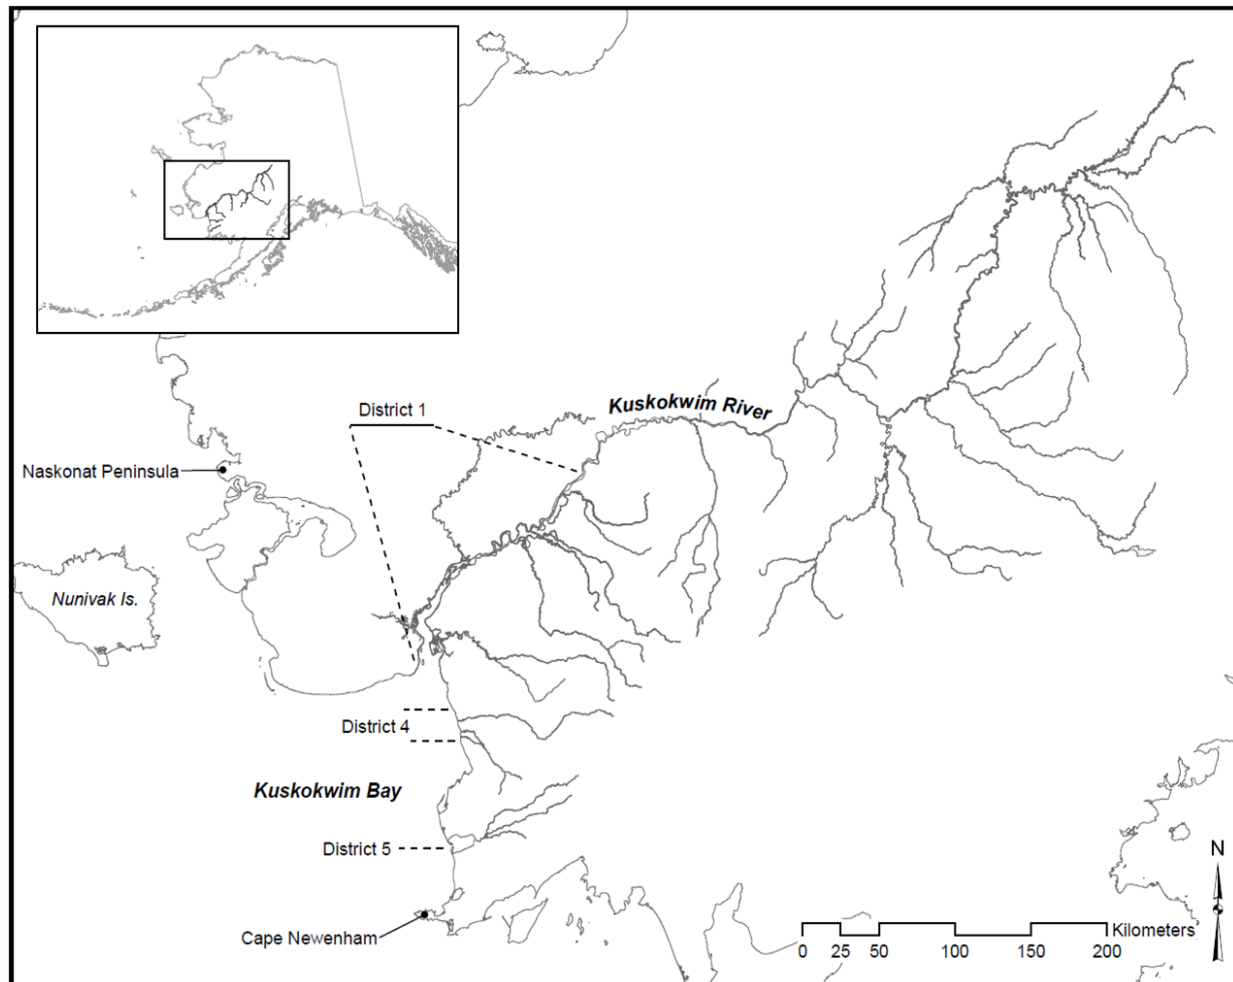 Kuskokwim River
District 1
Naskonat Peninsula
Nunivak Is.
District 4
Kuskokwim Bay
District 5
Cape Newenham
N
Kilometers
0 25 50 100 150 200